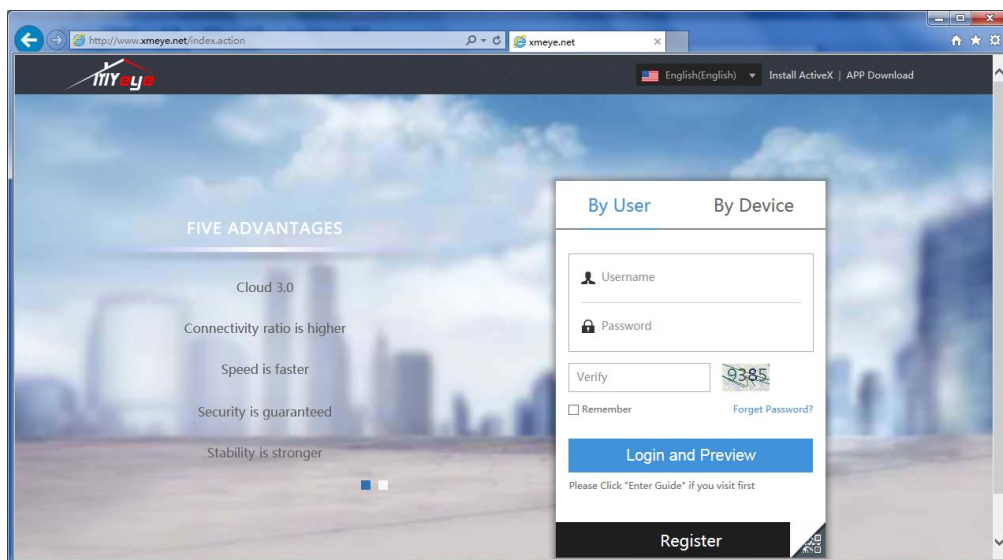 http://www.xmeye.net/index.action
xmeye.net
MYeye
English(English)
Install ActiveX | APP Download
FIVE ADVANTAGES
Cloud 3.0
Connectivity ratio is higher
Speed is faster
Security is guaranteed
Stability is stronger
By User
By Device
Username
Password
Verify
9385
Remember
Forget Password?
Login and Preview
Please Click "Enter Guide" if you visit first
Register